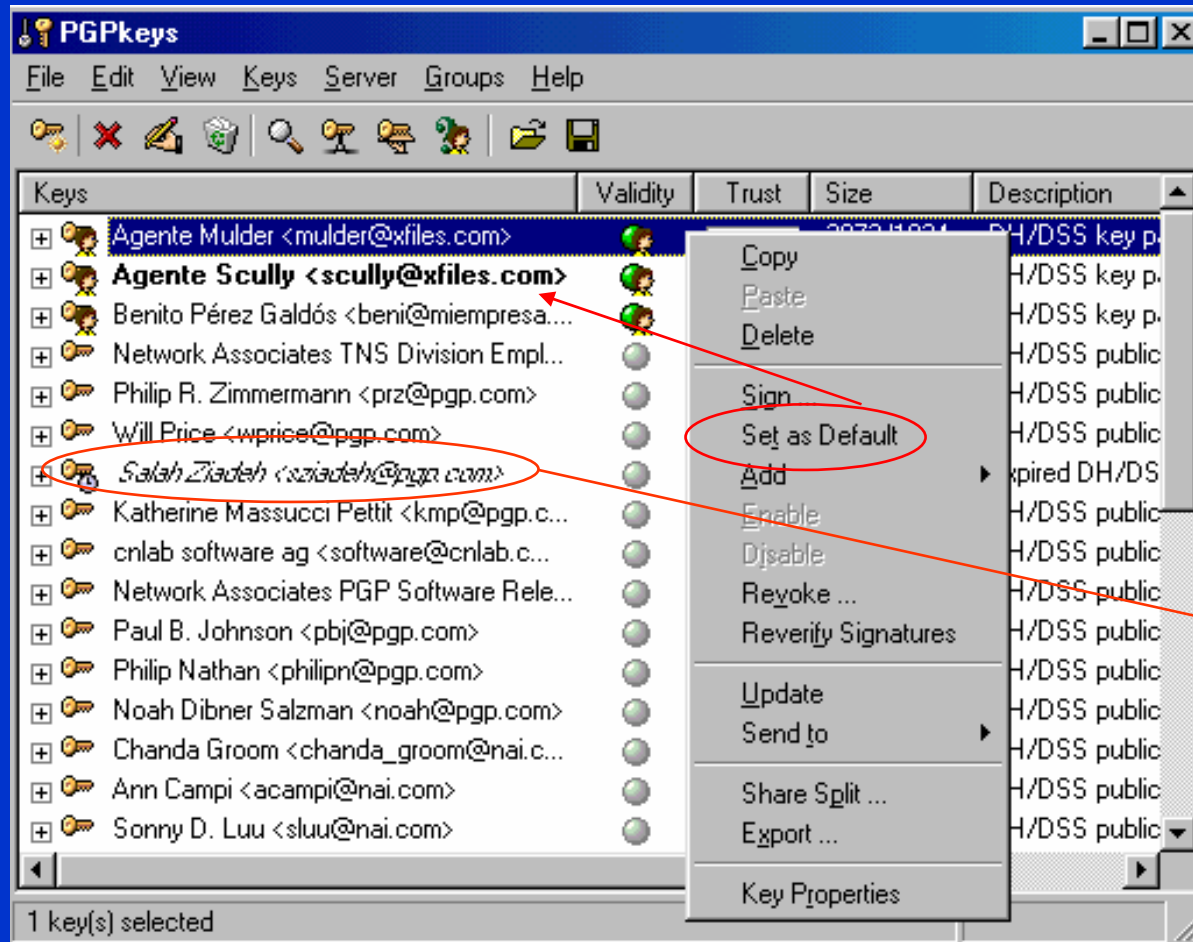 PGPkeys
File Edit View Keys Server Groups Help
Keys Validity Trust Size Description
Agente Mulder <mulder@xfiles.com>
Agente Scully <scully@xfiles.com> H/DSS key p
Benito Pérez Galdós <beni@miempresa.... H/DSS key p
Network Associates TNS Division Empl... H/DSS public
Philip R. Zimmermann <prz@pgp.com> H/DSS public
Will Price <wprice@pgp.com> H/DSS public
Salah Ziadeh <sziadeh@pgp.com> xpired DH/DS
Katherine Massucci Pettit <kmp@pgp.c... H/DSS public
cnlab software ag <software@cnlab.c... H/DSS public
Network Associates PGP Software Rele... H/DSS public
Paul B. Johnson <pbj@pgp.com> H/DSS public
Philip Nathan <philipn@pgp.com> H/DSS public
Noah Dibner Salzman <noah@pgp.com> H/DSS public
Chanda Groom <chanda_groom@nai.c... H/DSS public
Ann Campi <acampi@nai.com> H/DSS public
Sonny D. Luu <sluu@nai.com> H/DSS public
Copy
Paste
Delete
Sign ...
Set as Default
Add
Enable
Disable
Revoke ...
Reverify Signatures
Update
Send to
Share Split ...
Export ...
Key Properties
1 key(s) selected